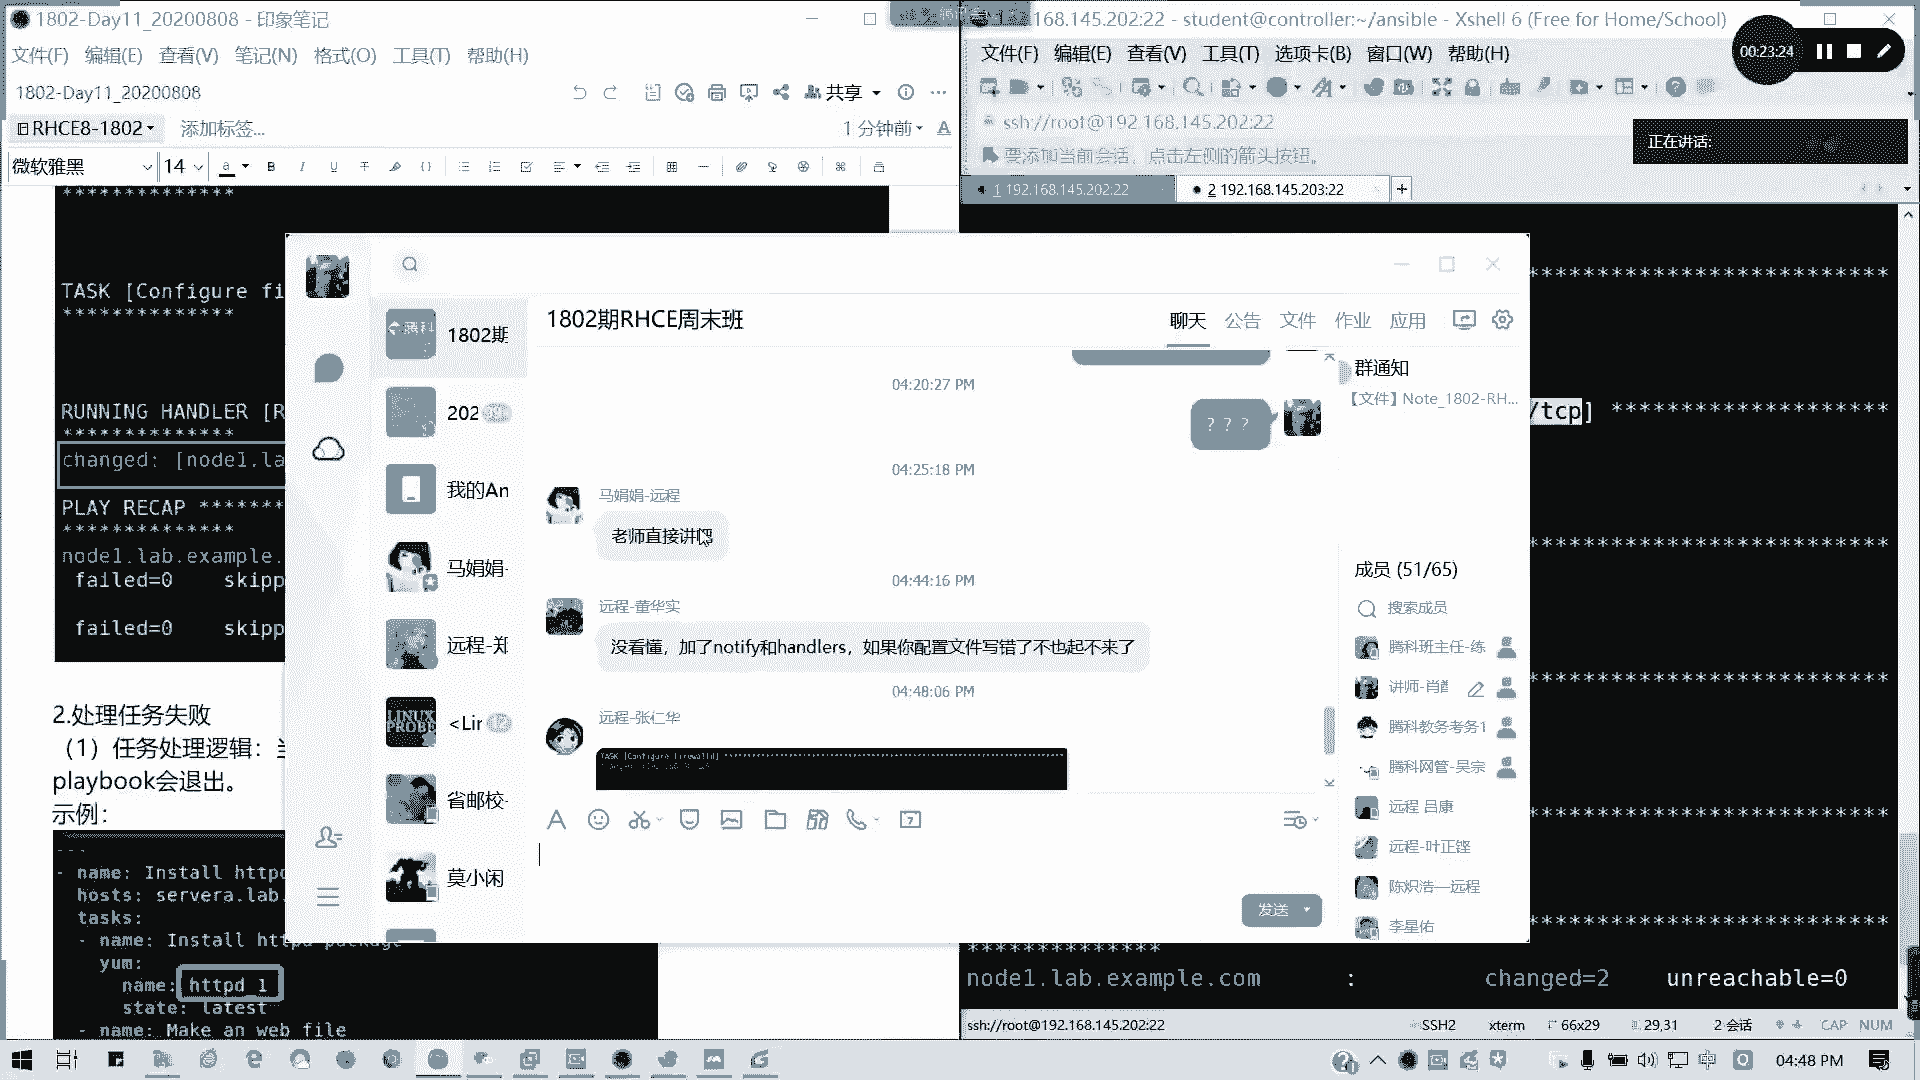 1802-Day11_20200808 - 印象笔记
文件(F) 编辑(E) 查看(V) 笔记(N) 格式(O) 工具(T) 帮助(H)
1802-Day11_20200808
共享
RHCE8-1802
添加标签...
1 分钟前
微软雅黑
14
**************
TASK [Configure fi
**************
RUNNING HANDLER [R
**************
changed: [node1.la
PLAY RECAP ********
**************
node1.lab.example.
failed=0 skipp
failed=0 skipp
2.处理任务失败
（1）任务处理逻辑：
playbook会退出。
示例：
---
- name: Install httpd
hosts: servera.lab.
tasks:
- name: Install httpd package
yum:
name: httpd_1
state: latest
- name: Make an web file
168.145.202:22 - student@controller:~/ansible - Xshell 6 (Free for Home/School)
文件(F) 编辑(E) 查看(V) 工具(T) 选项卡(B) 窗口(W) 帮助(H)
00:23:24
ssh://root@192.168.145.202:22
要添加当前会话，点击左侧的箭头按钮。
正在讲话:
1 192.168.145.202:22
2 192.168.145.203:22
/tcp]
node1.lab.example.com : changed=2 unreachable=0
ssh://root@192.168.145.202:22
SSH2
xterm
66x29
29,31
2 会话
CAP NUM
1802期
202
我的An
马娟娟-
远程-郑
<Lin
LINUX PROBE
省邮校-
莫小闲
1802期RHCE周末班
聊天 公告 文件 作业 应用
04:20:27 PM
？？？
04:25:18 PM
马娟娟-远程
老师直接讲吧
04:44:16 PM
远程-董华实
没看懂，加了notify和handlers，如果你配置文件写错了不也起不来了
04:48:06 PM
远程-张仁华
TASK [Configure firewalld]
发送
群通知
【文件】Note_1802-RH...
成员 (51/65)
搜索成员
腾科班主任-练
讲师-肖
腾科教务考务1
腾科网管-吴宗
远程 吕康
远程-叶正铿
陈炽浩—远程
李星佑
中
04:48 PM